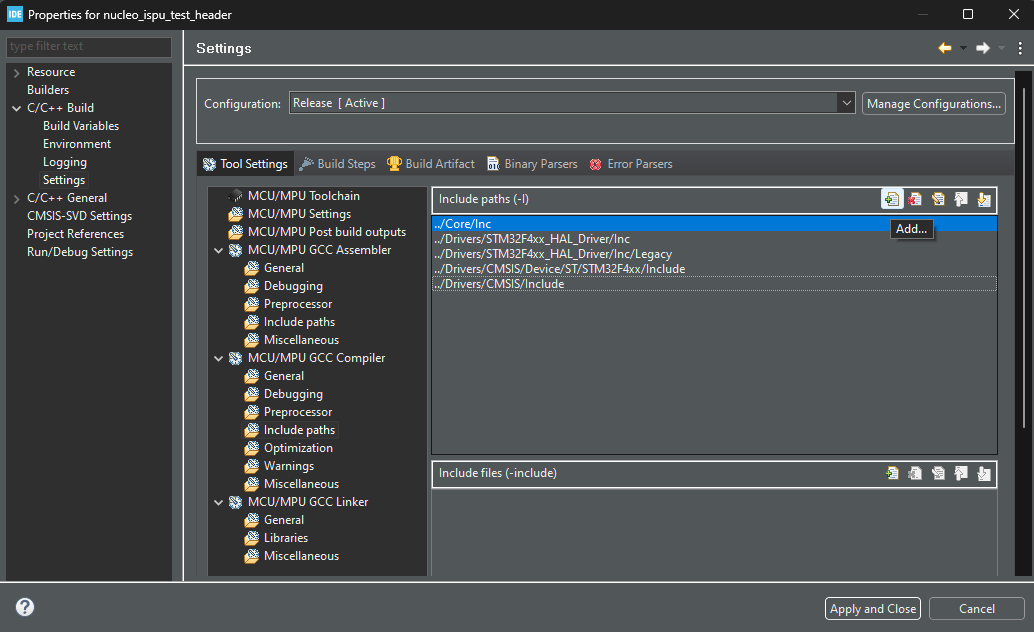 IDE Properties for nucleo_ispu_test_header
type filter text
Resource
Builders
C/C++ Build
Build Variables
Environment
Logging
Settings
C/C++ General
CMSIS-SVD Settings
Project References
Run/Debug Settings
Settings
Configuration: Release [ Active ] Manage Configurations...
Tool Settings Build Steps Build Artifact 010 Binary Parsers Error Parsers
MCU/MPU Toolchain
MCU/MPU Settings
MCU/MPU Post build outputs
MCU/MPU GCC Assembler
General
Debugging
Preprocessor
Include paths
Miscellaneous
MCU/MPU GCC Compiler
General
Debugging
Preprocessor
Include paths
Optimization
Warnings
Miscellaneous
MCU/MPU GCC Linker
General
Libraries
Miscellaneous
Include paths (-I)
../Core/Inc
Add...
../Drivers/STM32F4xx_HAL_Driver/Inc
../Drivers/STM32F4xx_HAL_Driver/Inc/Legacy
../Drivers/CMSIS/Device/ST/STM32F4xx/Include
../Drivers/CMSIS/Include
Include files (-include)
?
Apply and Close Cancel